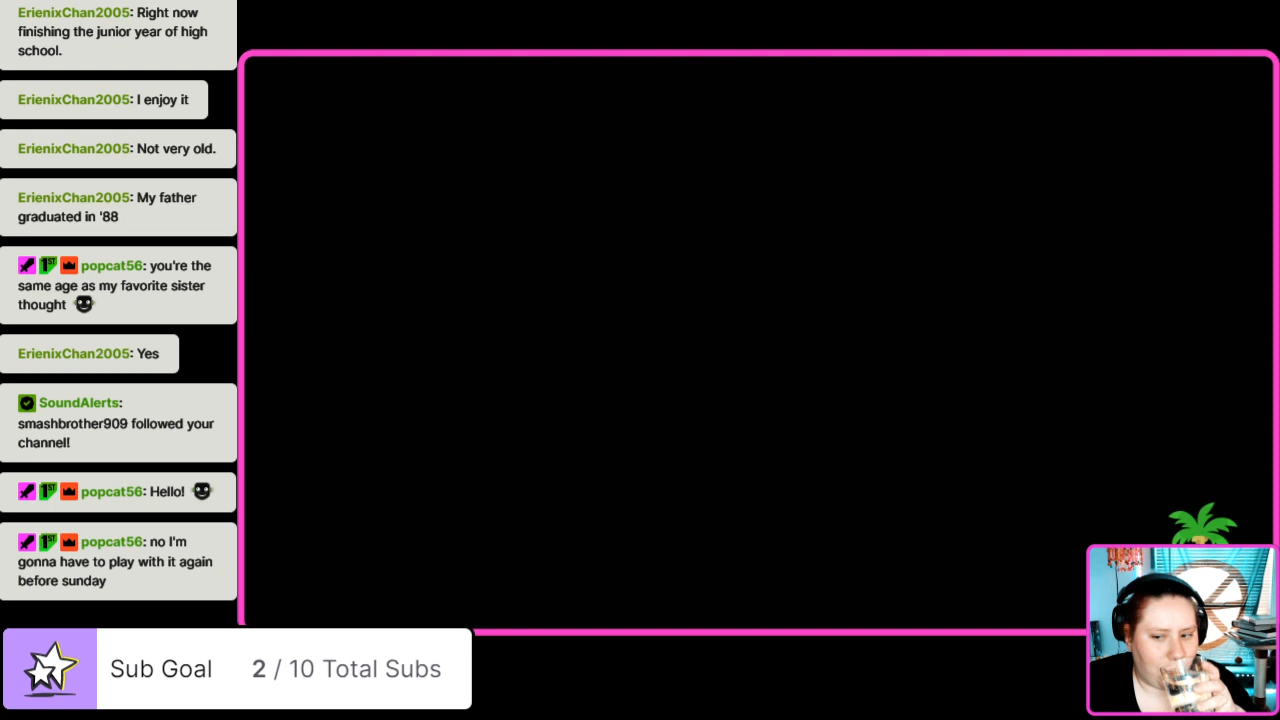 ErienixChan2005: Right now
finishing the junior year of high
school.
ErienixChan2005: I enjoy it
ErienixChan2005: Not very old.
ErienixChan2005: My father
graduated in '88
1ST popcat56: you're the
same age as my favorite sister
thought
ErienixChan2005: Yes
SoundAlerts:
smashbrother909 followed your
channel!
1ST popcat56: Hello!
1ST popcat56: no I'm
gonna have to play with it again
before sunday
Sub Goal 2 / 10 Total Subs